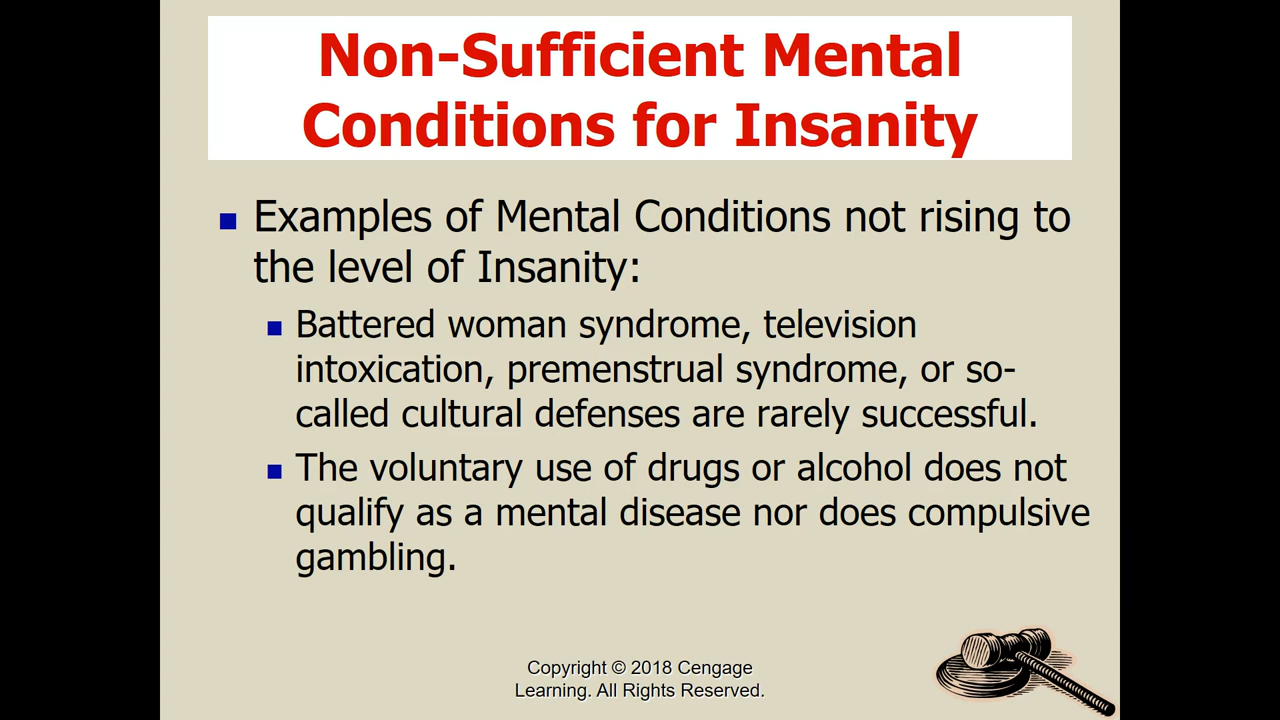 Non-Sufficient Mental
Conditions for Insanity
Examples of Mental Conditions not rising to
the level of Insanity:
Battered woman syndrome, television
intoxication, premenstrual syndrome, or so-
called cultural defenses are rarely successful.
The voluntary use of drugs or alcohol does not
qualify as a mental disease nor does compulsive
gambling.
Copyright © 2018 Cengage
Learning. All Rights Reserved.